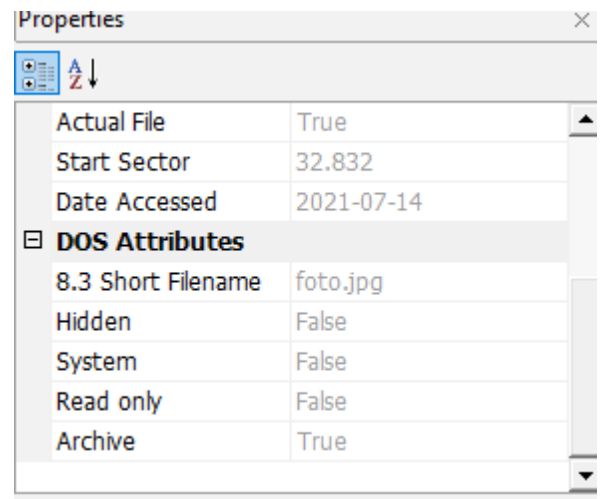 Properties
Actual File True
Start Sector 32.832
Date Accessed 2021-07-14
DOS Attributes
8.3 Short Filename foto.jpg
Hidden False
System False
Read only False
Archive True